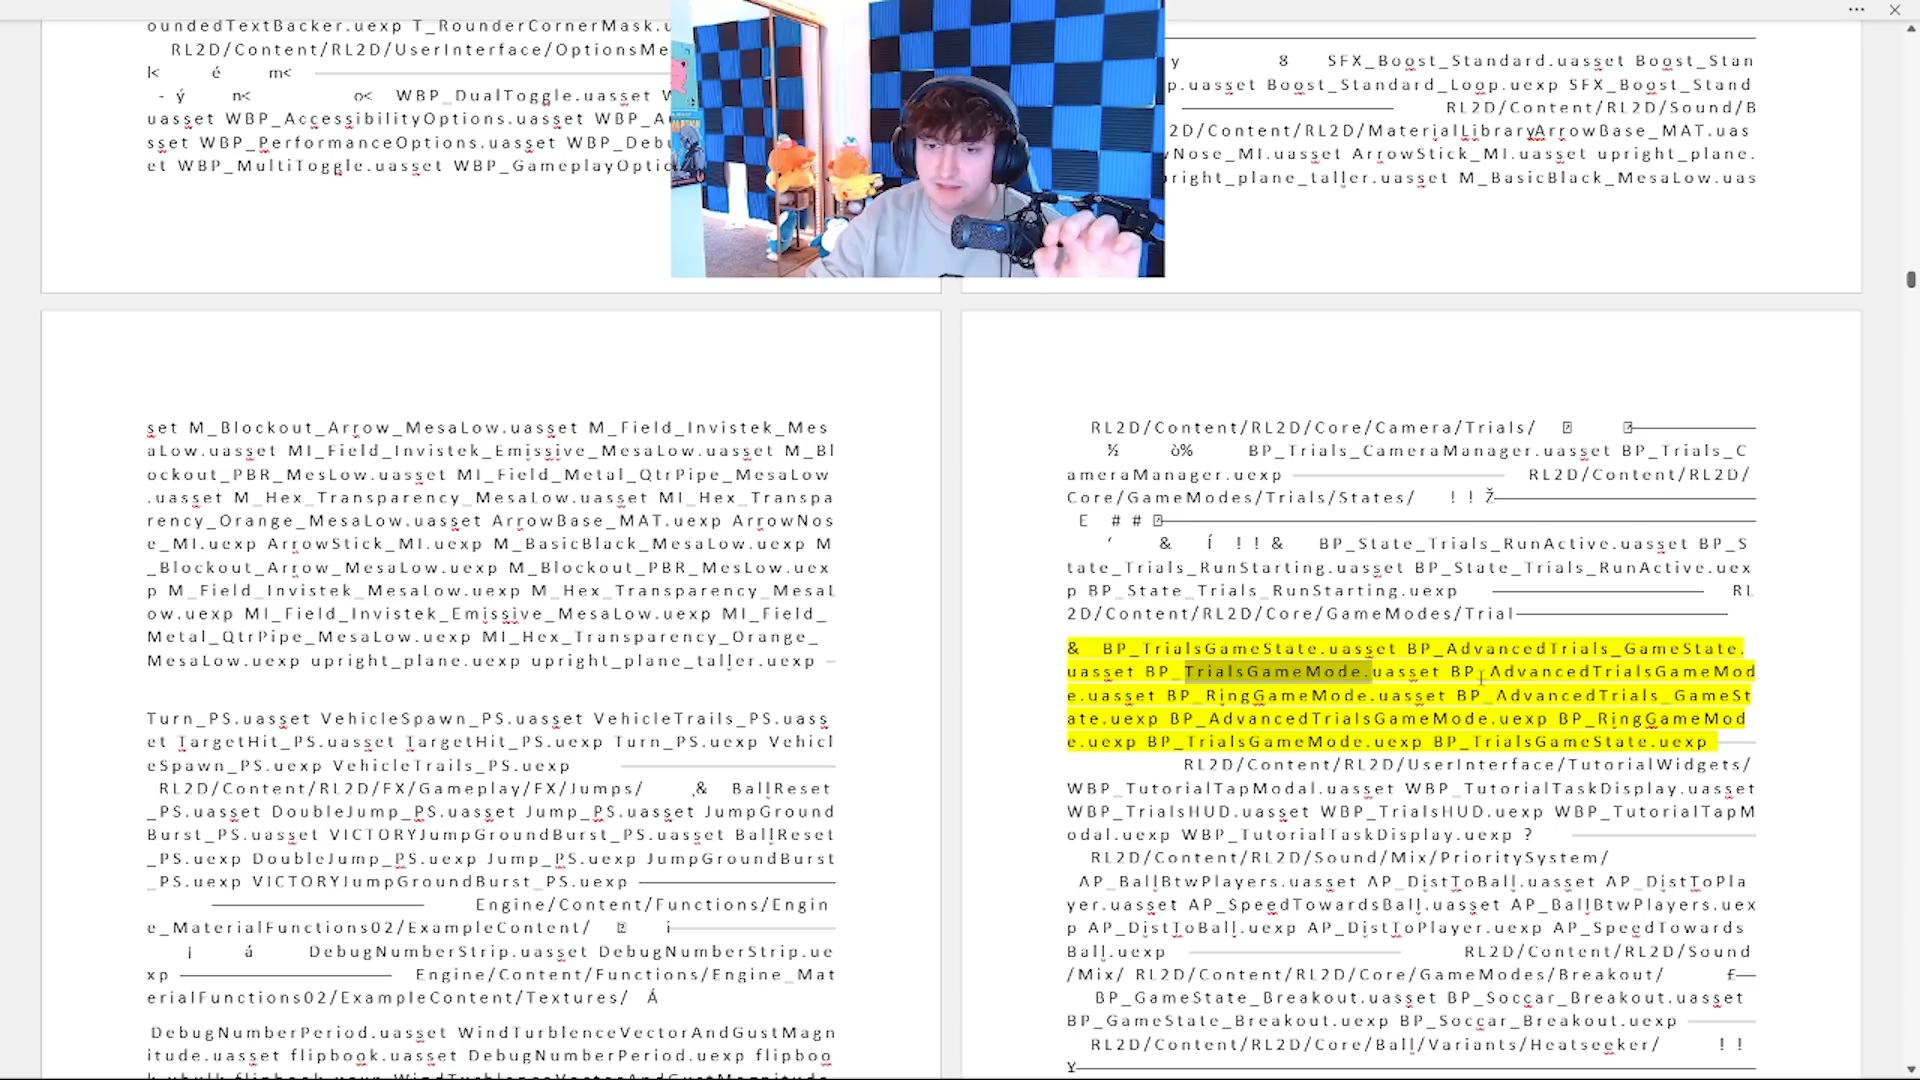 oundedTextBacker.uexp T_RounderCornerMask.u
RL2D/Content/RL2D/UserInterface/OptionsMe
l< é m<
- ý n< o< WBP_DualToggle.uasset W
uasset WBP_AccessibilityOptions.uasset WBP_A
sset WBP_PerformanceOptions.uasset WBP_Debu
et WBP_MultiToggle.uasset WBP_GameplayOptic
y 8 SFX_Boost_Standard.uasset Boost_Stan
p.uasset Boost_Standard_Loop.uexp SFX_Boost_Stand
RL2D/Content/RL2D/Sound/B
2D/Content/RL2D/MaterialLibraryArrowBase_MAT.uas
wNose_MI.uasset ArrowStick_MI.uasset upright_plane.
right_plane_taller.uasset M_BasicBlack_MesaLow.uas
set M_Blockout_Arrow_MesaLow.uasset M_Field_Invistek_Mes
aLow.uasset MI_Field_Invistek_Emissive_MesaLow.uasset M_Bl
ockout_PBR_MesLow.uasset MI_Field_Metal_QtrPipe_MesaLow
.uasset M_Hex_Transparency_MesaLow.uasset MI_Hex_Transpa
rency_Orange_MesaLow.uasset ArrowBase_MAT.uexp ArrowNos
e_MI.uexp ArrowStick_MI.uexp M_BasicBlack_MesaLow.uexp M
_Blockout_Arrow_MesaLow.uexp M_Blockout_PBR_MesLow.uex
p M_Field_Invistek_MesaLow.uexp M_Hex_Transparency_MesaL
ow.uexp MI_Field_Invistek_Emissive_MesaLow.uexp MI_Field_
Metal_QtrPipe_MesaLow.uexp MI_Hex_Transparency_Orange_
MesaLow.uexp upright_plane.uexp upright_plane_taller.uexp
Turn_PS.uasset VehicleSpawn_PS.uasset VehicleTrails_PS.uass
et TargetHit_PS.uasset TargetHit_PS.uexp Turn_PS.uexp Vehicl
eSpawn_PS.uexp VehicleTrails_PS.uexp
RL2D/Content/RL2D/FX/Gameplay/FX/Jumps/ ,& BallReset
_PS.uasset DoubleJump_PS.uasset Jump_PS.uasset JumpGround
Burst_PS.uasset VICTORYJumpGroundBurst_PS.uasset BallReset
_PS.uexp DoubleJump_PS.uexp Jump_PS.uexp JumpGroundBurst
_PS.uexp VICTORYJumpGroundBurst_PS.uexp
Engine/Content/Functions/Engin
e_MaterialFunctions02/ExampleContent/ i
¡ á DebugNumberStrip.uasset DebugNumberStrip.ue
xp Engine/Content/Functions/Engine_Mat
erialFunctions02/ExampleContent/Textures/ Á
DebugNumberPeriod.uasset WindTurblenceVectorAndGustMagn
itude.uasset flipbook.uasset DebugNumberPeriod.uexp flipboo
RL2D/Content/RL2D/Core/Camera/Trials/
½ ò% BP_Trials_CameraManager.uasset BP_Trials_C
ameraManager.uexp RL2D/Content/RL2D/
Core/GameModes/Trials/States/ !! Ž
E ##
‘ & Í !! & BP_State_Trials_RunActive.uasset BP_S
tate_Trials_RunStarting.uasset BP_State_Trials_RunActive.uex
p BP_State_Trials_RunStarting.uexp RL
2D/Content/RL2D/Core/GameModes/Trial
& BP_TrialsGameState.uasset BP_AdvancedTrials_GameState.
uasset BP_TrialsGameMode.uasset BP_AdvancedTrialsGameMod
e.uasset BP_RingGameMode.uasset BP_AdvancedTrials_GameSt
ate.uexp BP_AdvancedTrialsGameMode.uexp BP_RingGameMod
e.uexp BP_TrialsGameMode.uexp BP_TrialsGameState.uexp
RL2D/Content/RL2D/UserInterface/TutorialWidgets/
WBP_TutorialTapModal.uasset WBP_TutorialTaskDisplay.uasset
WBP_TrialsHUD.uasset WBP_TrialsHUD.uexp WBP_TutorialTapM
odal.uexp WBP_TutorialTaskDisplay.uexp ?
RL2D/Content/RL2D/Sound/Mix/PrioritySystem/
AP_BallBtwPlayers.uasset AP_DistToBall.uasset AP_DistToPla
yer.uasset AP_SpeedTowardsBall.uasset AP_BallBtwPlayers.uex
p AP_DistToBall.uexp AP_DistToPlayer.uexp AP_SpeedTowards
Ball.uexp RL2D/Content/RL2D/Sound
/Mix/ RL2D/Content/RL2D/Core/GameModes/Breakout/ £
BP_GameState_Breakout.uasset BP_Soccar_Breakout.uasset
BP_GameState_Breakout.uexp BP_Soccar_Breakout.uexp
RL2D/Content/RL2D/Core/Ball/Variants/Heatseeker/ !!
Y